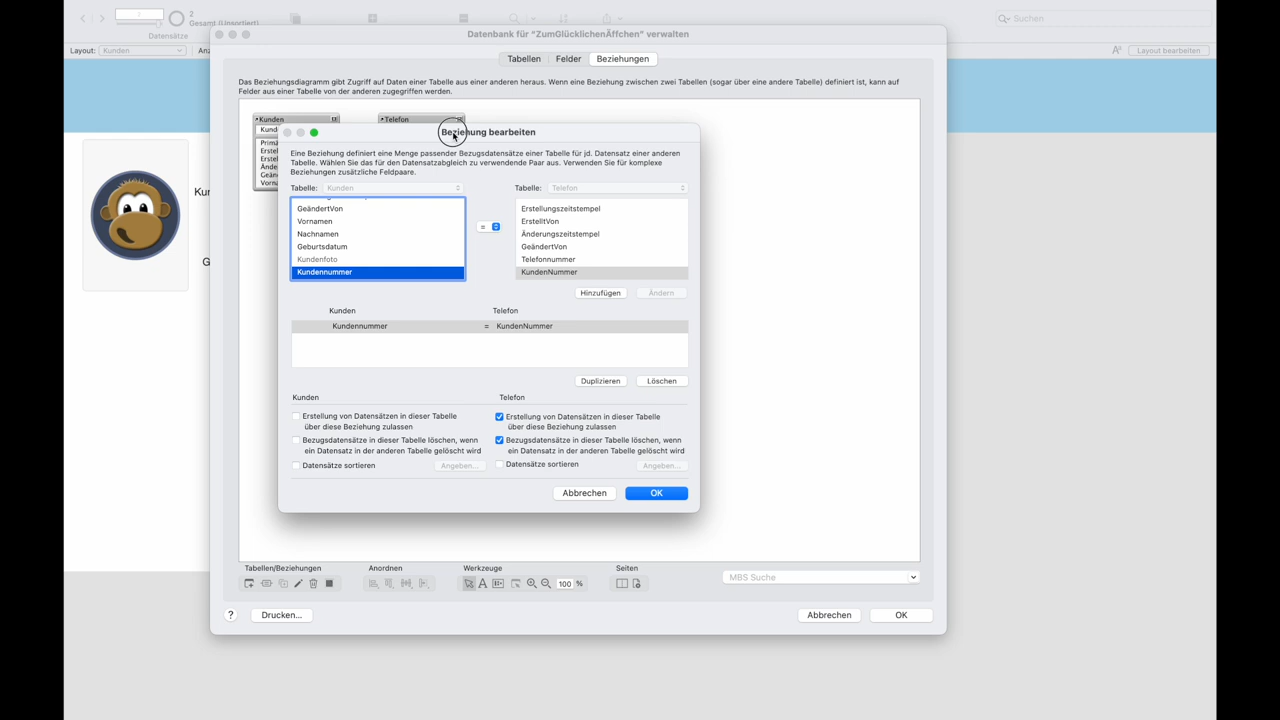 2
Gesamt (Unsortiert)
Suchen
Datensätze
Datenbank für "ZumGlücklichenÄffchen" verwalten
Layout: Kunden
Layout bearbeiten
Tabellen Felder Beziehungen
Das Beziehungsdiagramm gibt Zugriff auf Daten einer Tabelle aus einer anderen heraus. Wenn eine Beziehung zwischen zwei Tabellen (sogar über eine andere Tabelle) definiert ist, kann auf
Felder aus einer Tabelle von der anderen zugegriffen werden.
Kunden Telefon
Beziehung bearbeiten
Eine Beziehung definiert eine Menge passender Bezugsdatensätze einer Tabelle für jd. Datensatz einer anderen
Tabelle. Wählen Sie das für den Datensatzabgleich zu verwendende Paar aus. Verwenden Sie für komplexe
Beziehungen zusätzliche Feldpaare.
Tabelle: Kunden Tabelle: Telefon
GeändertVon Erstellungszeitstempel
Vornamen ErstelltVon
Nachnamen Änderungszeitstempel
Geburtsdatum GeändertVon
Kundenfoto Telefonnummer
Kundennummer KundenNummer
=
Hinzufügen Ändern
Kunden Telefon
Kundennummer = KundenNummer
Duplizieren Löschen
Kunden Telefon
Erstellung von Datensätzen in dieser Tabelle Erstellung von Datensätzen in dieser Tabelle
über diese Beziehung zulassen über diese Beziehung zulassen
Bezugsdatensätze in dieser Tabelle löschen, wenn Bezugsdatensätze in dieser Tabelle löschen, wenn
ein Datensatz in der anderen Tabelle gelöscht wird ein Datensatz in der anderen Tabelle gelöscht wird
Datensätze sortieren Angeben... Datensätze sortieren Angeben...
Abbrechen OK
Tabellen/Beziehungen Anordnen Werkzeuge Seiten
100 %
MBS Suche
? Drucken... Abbrechen OK